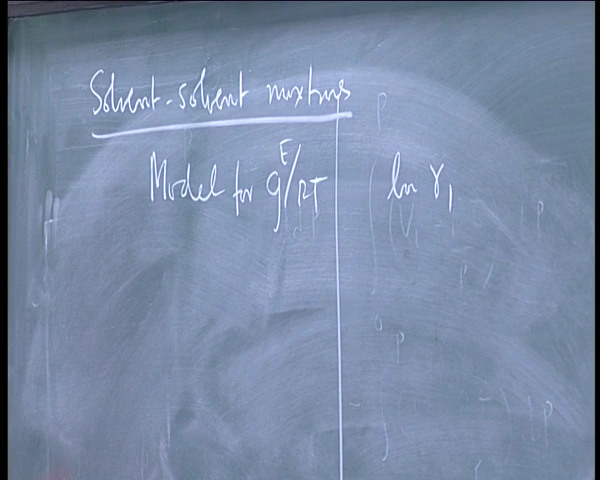 Solvent-solvent mixtures
Model for g^E/RT
ln γ₁